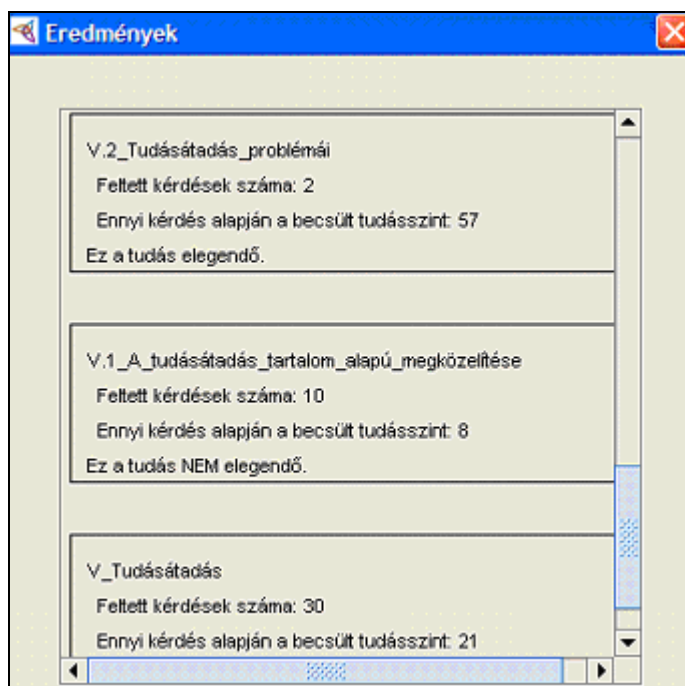 Eredmények
V.2_Tudásátadás_problémái
Feltett kérdések száma: 2
Ennyi kérdés alapján a becsült tudásszint: 57
Ez a tudás elegendő.
V.1_A_tudásátadás_tartalom_alapú_megközelítése
Feltett kérdések száma: 10
Ennyi kérdés alapján a becsült tudásszint: 8
Ez a tudás NEM elegendő.
V_Tudásátadás
Feltett kérdések száma: 30
Ennyi kérdés alapján a becsült tudásszint: 21